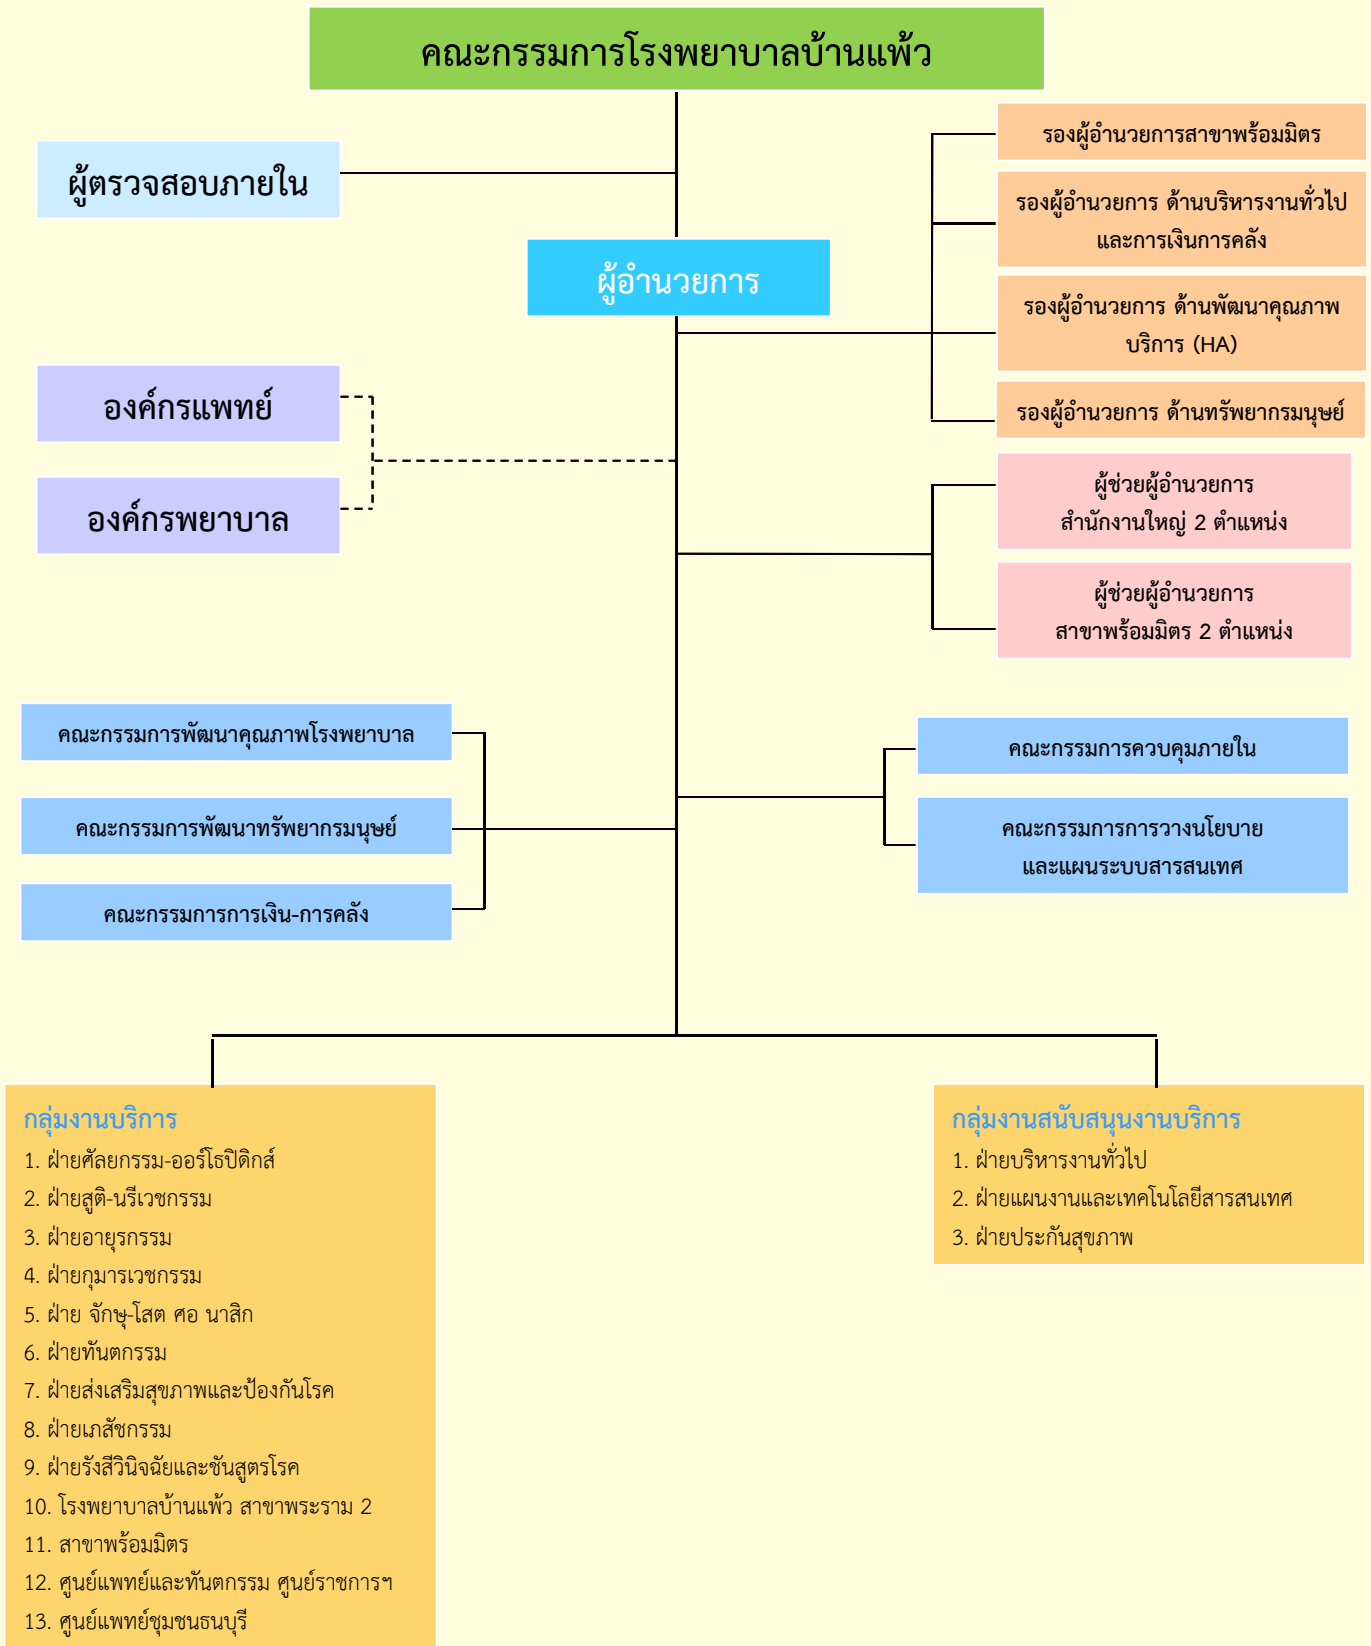 คณะกรรมการโรงพยาบาลบ้านแพ้ว
ผู้ตรวจสอบภายใน
ผู้อำนวยการ
รองผู้อำนวยการสาขาพร้อมมิตร
รองผู้อำนวยการ ด้านบริหารงานทั่วไป
และการเงินการคลัง
รองผู้อำนวยการ ด้านพัฒนาคุณภาพ
บริการ (HA)
รองผู้อำนวยการ ด้านทรัพยากรมนุษย์
องค์กรแพทย์
องค์กรพยาบาล
ผู้ช่วยผู้อำนวยการ
สำนักงานใหญ่ 2 ตำแหน่ง
ผู้ช่วยผู้อำนวยการ
สาขาพร้อมมิตร 2 ตำแหน่ง
คณะกรรมการพัฒนาคุณภาพโรงพยาบาล
คณะกรรมการพัฒนาทรัพยากรมนุษย์
คณะกรรมการการเงิน-การคลัง
คณะกรรมการควบคุมภายใน
คณะกรรมการการวางนโยบาย
และแผนระบบสารสนเทศ
กลุ่มงานบริการ
1. ฝ่ายศัลยกรรม-ออร์โธปิดิกส์
2. ฝ่ายสูติ-นรีเวชกรรม
3. ฝ่ายอายุรกรรม
4. ฝ่ายกุมารเวชกรรม
5. ฝ่าย จักษุ-โสต ศอ นาสิก
6. ฝ่ายทันตกรรม
7. ฝ่ายส่งเสริมสุขภาพและป้องกันโรค
8. ฝ่ายเภสัชกรรม
9. ฝ่ายรังสีวินิจฉัยและชันสูตรโรค
10. โรงพยาบาลบ้านแพ้ว สาขาพระราม 2
11. สาขาพร้อมมิตร
12. ศูนย์แพทย์และทันตกรรม ศูนย์ราชการฯ
13. ศูนย์แพทย์ชุมชนธนบุรี
กลุ่มงานสนับสนุนงานบริการ
1. ฝ่ายบริหารงานทั่วไป
2. ฝ่ายแผนงานและเทคโนโลยีสารสนเทศ
3. ฝ่ายประกันสุขภาพ